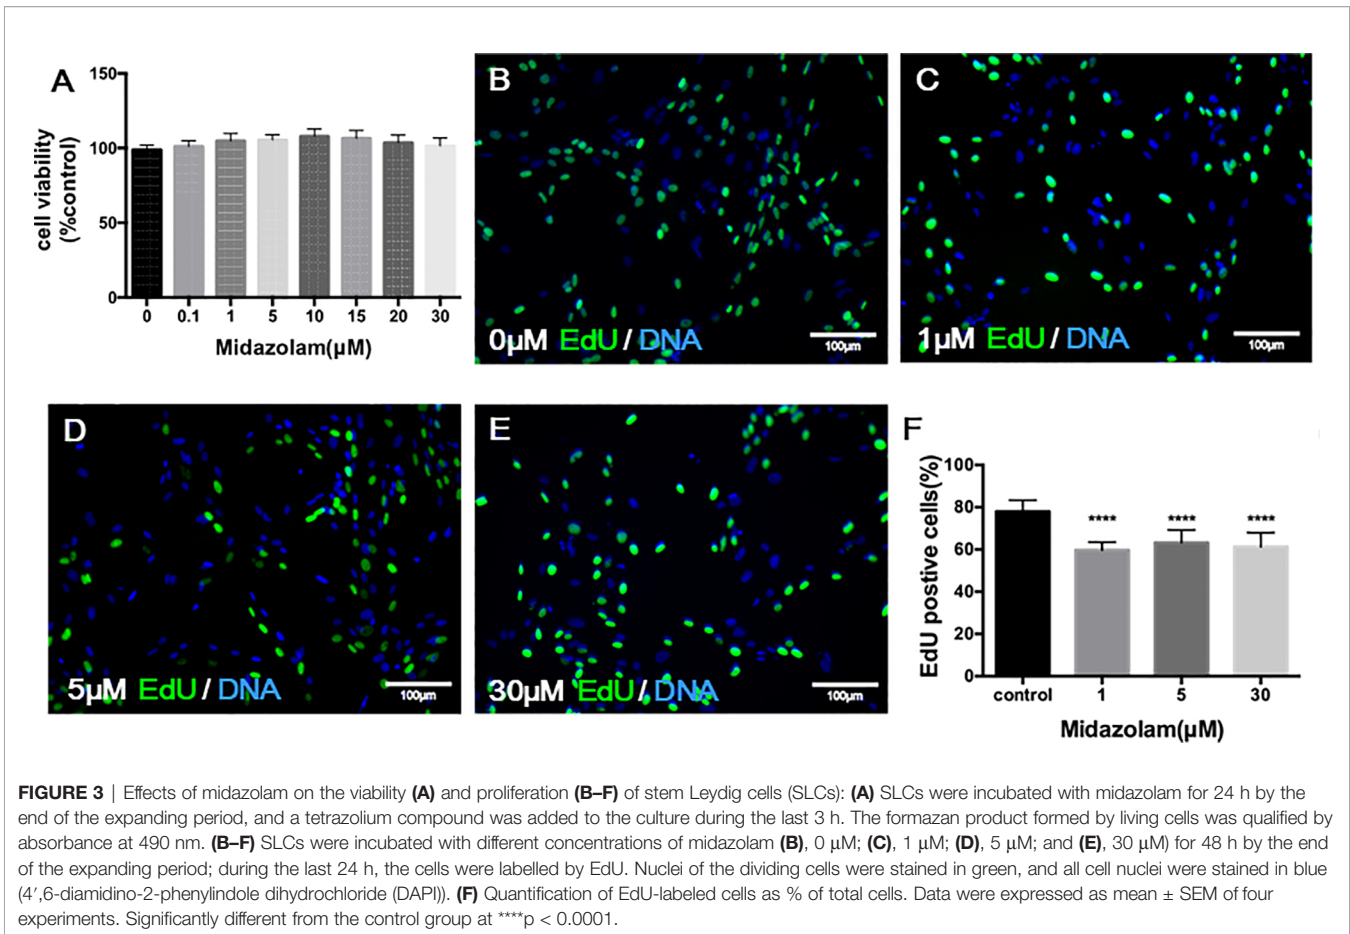 A
150
100
50
0
cell viability
(%control)
0 0.1 1 5 10 15 20 30
Midazolam(µM)
B
0µM EdU / DNA
100µm
C
1µM EdU / DNA
100µm
D
5µM EdU / DNA
100µm
E
30µM EdU / DNA
100µm
F
100
80
60
40
20
0
EdU postive cells(%)
**** **** ****
control 1 5 30
Midazolam(µM)
FIGURE 3 | Effects of midazolam on the viability (A) and proliferation (B–F) of stem Leydig cells (SLCs): (A) SLCs were incubated with midazolam for 24 h by the
end of the expanding period, and a tetrazolium compound was added to the culture during the last 3 h. The formazan product formed by living cells was qualified by
absorbance at 490 nm. (B–F) SLCs were incubated with different concentrations of midazolam (B), 0 µM; (C), 1 µM; (D), 5 µM; and (E), 30 µM) for 48 h by the end
of the expanding period; during the last 24 h, the cells were labelled by EdU. Nuclei of the dividing cells were stained in green, and all cell nuclei were stained in blue
(4′,6-diamidino-2-phenylindole dihydrochloride (DAPI)). (F) Quantification of EdU-labeled cells as % of total cells. Data were expressed as mean ± SEM of four
experiments. Significantly different from the control group at ****p < 0.0001.